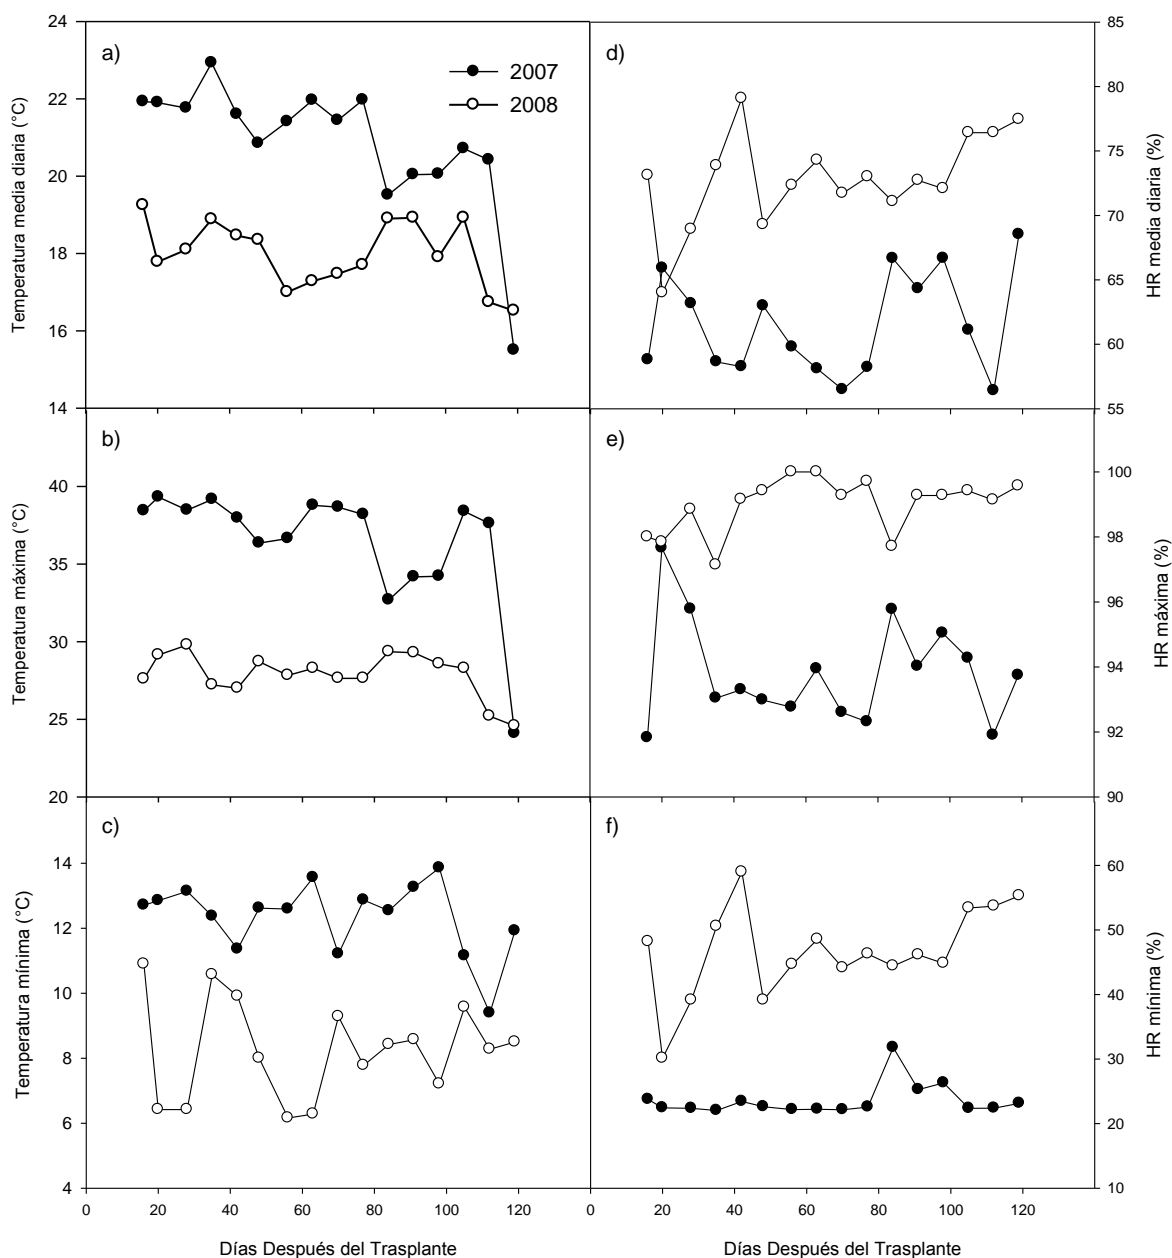 a)
2007
2008
Temperatura media diaria (°C)
24
22
20
18
16
14
d)
HR media diaria (%)
85
80
75
70
65
60
55
b)
Temperatura máxima (°C)
40
35
30
25
20
e)
HR máxima (%)
100
98
96
94
92
90
c)
Temperatura mínima (°C)
14
12
10
8
6
4
0 20 40 60 80 100 120
Días Después del Trasplante
f)
HR mínima (%)
60
50
40
30
20
10
0 20 40 60 80 100 120
Días Después del Trasplante